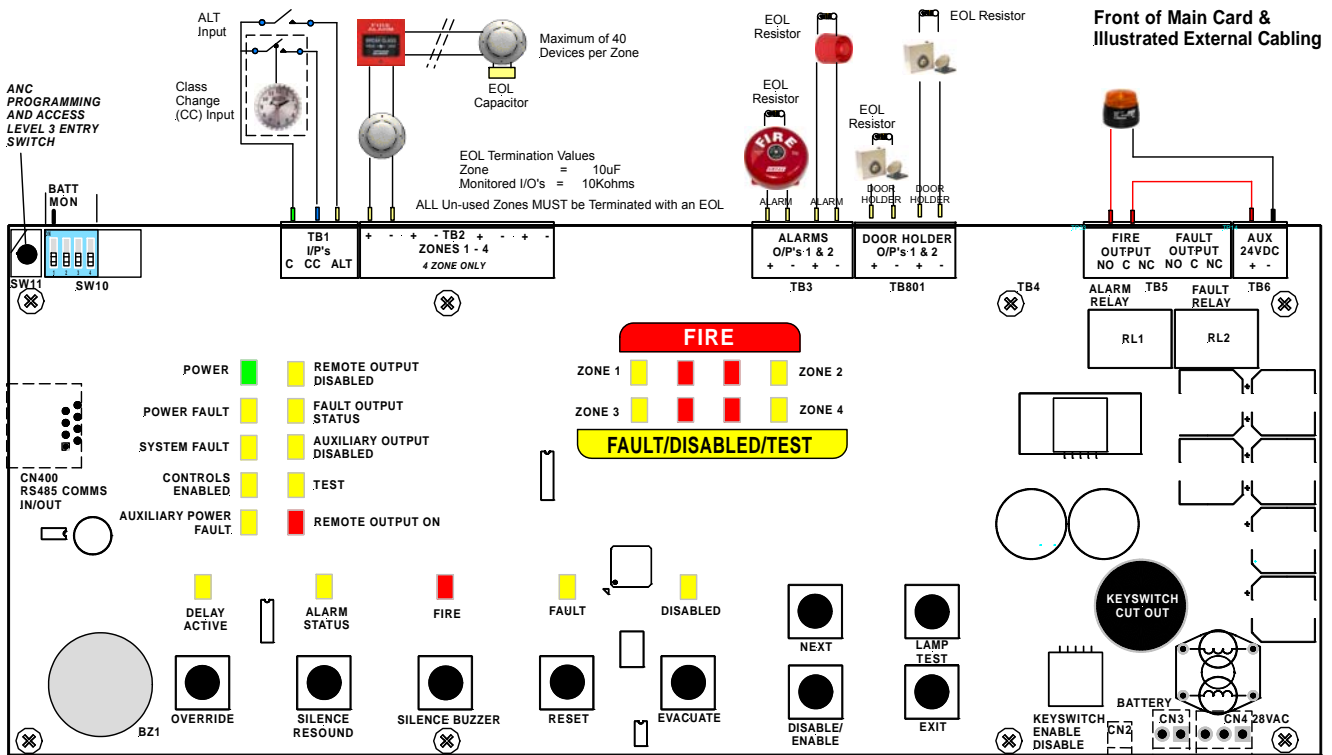 Front of Main Card &
Illustrated External Cabling
ALT
Input
Class
Change
(CC) Input
FIRE
ALARM
Maximum of 40
Devices per Zone
EOL
Capacitor
EOL Termination Values
Zone = 10uF
Monitored I/O's = 10Kohms
ALL Un-used Zones MUST be Terminated with an EOL
EOL
Resistor
EOL Resistor
EOL
Resistor
EOL
Resistor
FIRE
ALARM
ALARM
DOOR
HOLDER
DOOR
HOLDER
ANC
PROGRAMMING
AND ACCESS
LEVEL 3 ENTRY
SWITCH
BATT
MON
1 2 3 4
SW11
SW10
TB1
I/P's
C CC ALT
+ - + - TB2 + - + -
ZONES 1 - 4
4 ZONE ONLY
ALARMS
O/P's 1 & 2
+ - + -
TB3
DOOR HOLDER
O/P's 1 & 2
+ - + -
TB801
TB4
FIRE
OUTPUT
NO C NC
FAULT
OUTPUT
NO C NC
TB5
AUX
24VDC
+ -
TB6
ALARM
RELAY
FAULT
RELAY
RL1
RL2
FIRE
ZONE 1
ZONE 2
ZONE 3
ZONE 4
FAULT/DISABLED/TEST
POWER
REMOTE OUTPUT
DISABLED
POWER FAULT
FAULT OUTPUT
STATUS
SYSTEM FAULT
AUXILIARY OUTPUT
DISABLED
CONTROLS
ENABLED
TEST
AUXILIARY POWER
FAULT
REMOTE OUTPUT ON
CN400
RS485 COMMS
IN/OUT
DELAY
ACTIVE
ALARM
STATUS
FIRE
FAULT
DISABLED
BZ1
OVERRIDE
SILENCE
RESOUND
SILENCE BUZZER
RESET
EVACUATE
NEXT
LAMP
TEST
DISABLE/
ENABLE
EXIT
KEYSWITCH
CUT OUT
KEYSWITCH
ENABLE
DISABLE
BATTERY
CN2
CN3
CN4 28VAC